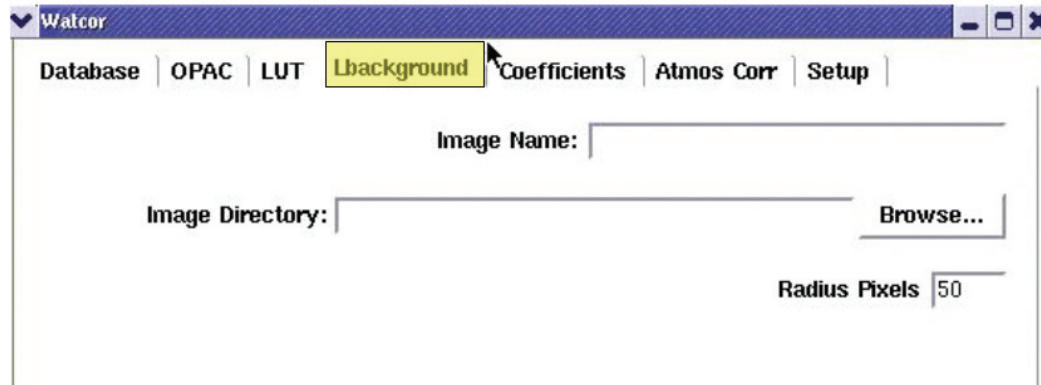 Watcor
Database OPAC LUT Lbackground Coefficients Atmos Corr Setup
Image Name:
Image Directory: Browse...
Radius Pixels 50